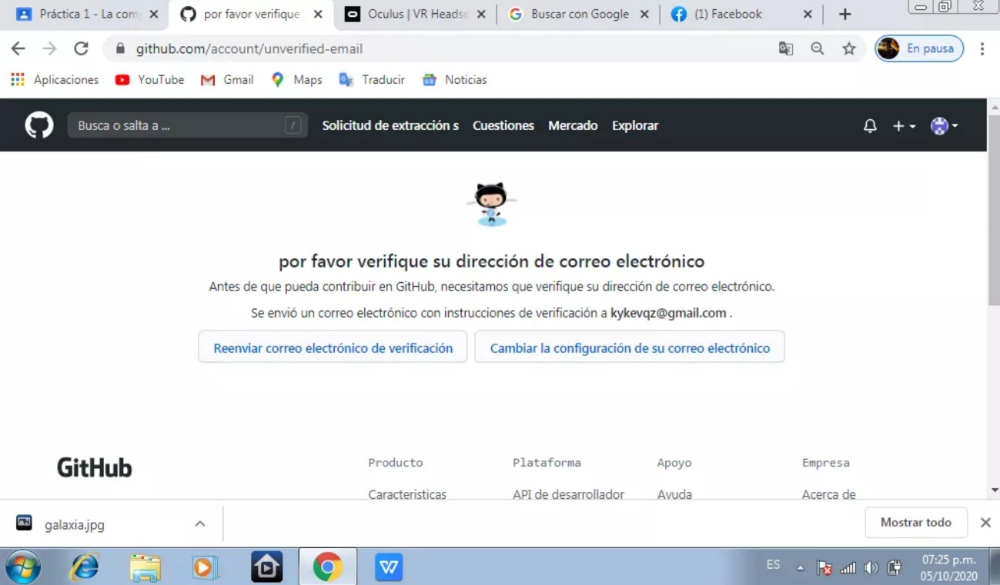 Práctica 1 - La com
por favor verifique
Oculus | VR Headse
Buscar con Google
(1) Facebook
github.com/account/unverified-email
En pausa
Aplicaciones
YouTube
Gmail
Maps
Traducir
Noticias
Busca o salta a ...
/
Solicitud de extracción s
Cuestiones
Mercado
Explorar
por favor verifique su dirección de correo electrónico
Antes de que pueda contribuir en GitHub, necesitamos que verifique su dirección de correo electrónico.
Se envió un correo electrónico con instrucciones de verificación a kykevqz@gmail.com .
Reenviar correo electrónico de verificación
Cambiar la configuración de su correo electrónico
GitHub
Producto
Plataforma
Apoyo
Empresa
Caracteristicas
API de desarrollador
Ayuda
Acerca de
galaxia.jpg
Mostrar todo
W
ES
07:25 p.m.
05/10/2020